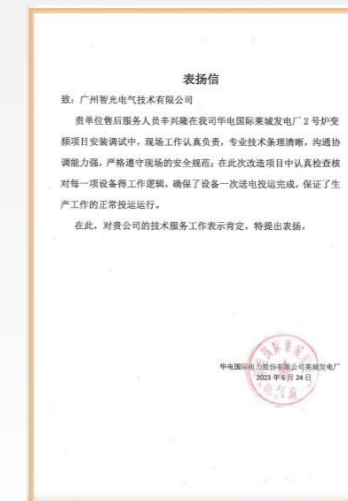 表扬信
致：广州智光电气技术有限公司
贵单位售后服务人员辛兴隆在我司华电国际莱城发电厂2号炉变
频项目安装调试中，现场工作认真负责，专业技术条理清晰，沟通协
调能力强，严格遵守现场的安全规范；在此次改造项目中认真检查核
对每一项设备得工作逻辑，确保了设备一次送电投运完成，保证了生
产工作的正常投运运行。
在此，对贵公司的技术服务工作表示肯定，特提出表扬。
华电国际电力股份有限公司莱城发电厂
2023年6月24日